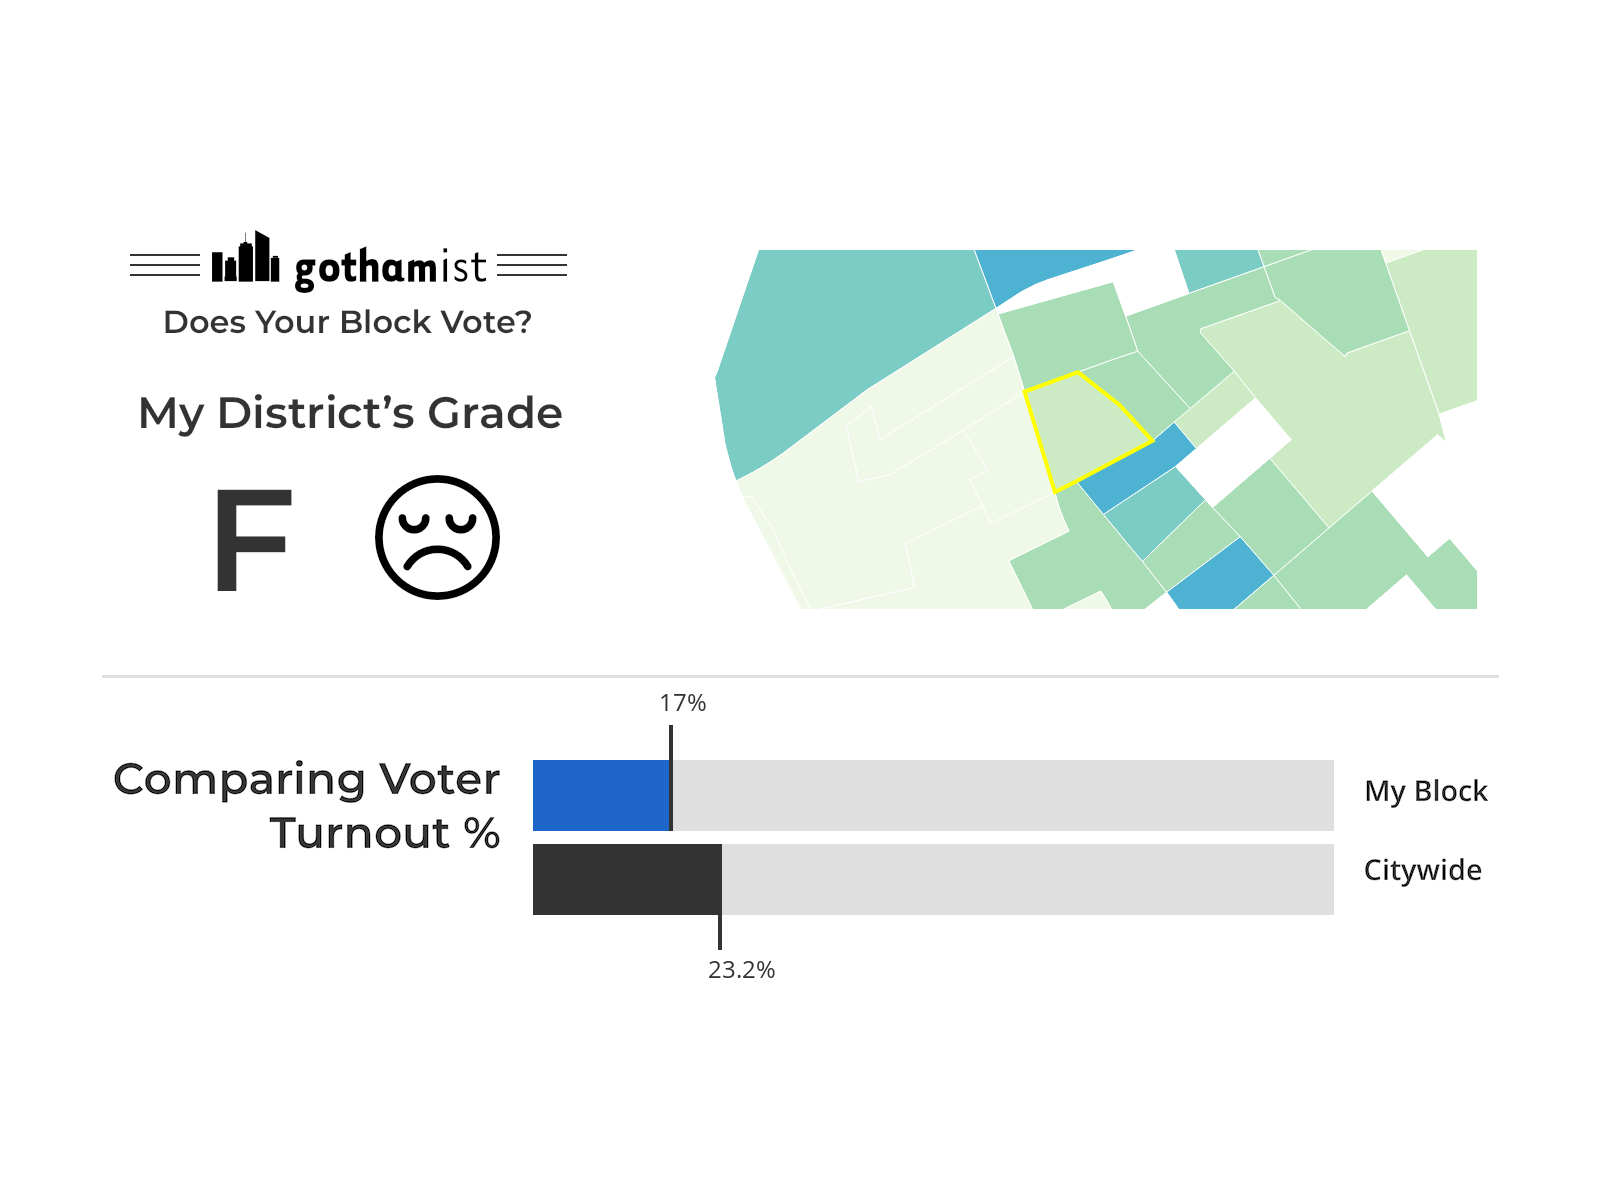 gothamist
Does Your Block Vote?
My District’s Grade
F
17%
Comparing Voter
Turnout %
My Block
Citywide
23.2%